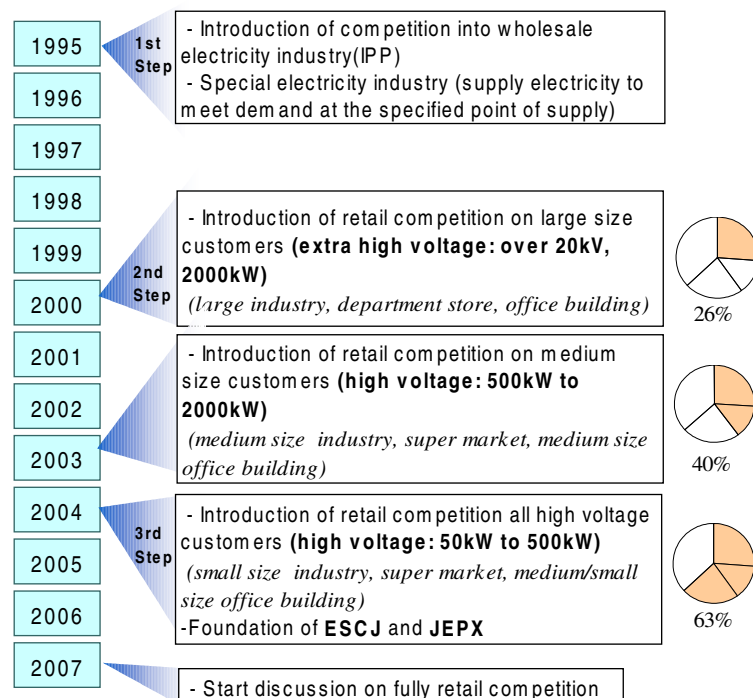 1995
1996
1997
1998
1999
2000
2001
2002
2003
2004
2005
2006
2007
1st
Step
- Introduction of competition into wholesale
electricity industry(IPP)
- Special electricity industry (supply electricity to
meet demand at the specified point of supply)
2nd
Step
- Introduction of retail competition on large size
customers (extra high voltage: over 20kV,
2000kW)
(large industry, department store, office building)
26%
- Introduction of retail competition on medium
size customers (high voltage: 500kW to
2000kW)
(medium size industry, super market, medium size
office building)
40%
3rd
Step
- Introduction of retail competition all high voltage
customers (high voltage: 50kW to 500kW)
(small size industry, super market, medium/small
size office building)
-Foundation of ESCJ and JEPX
63%
- Start discussion on fully retail competition